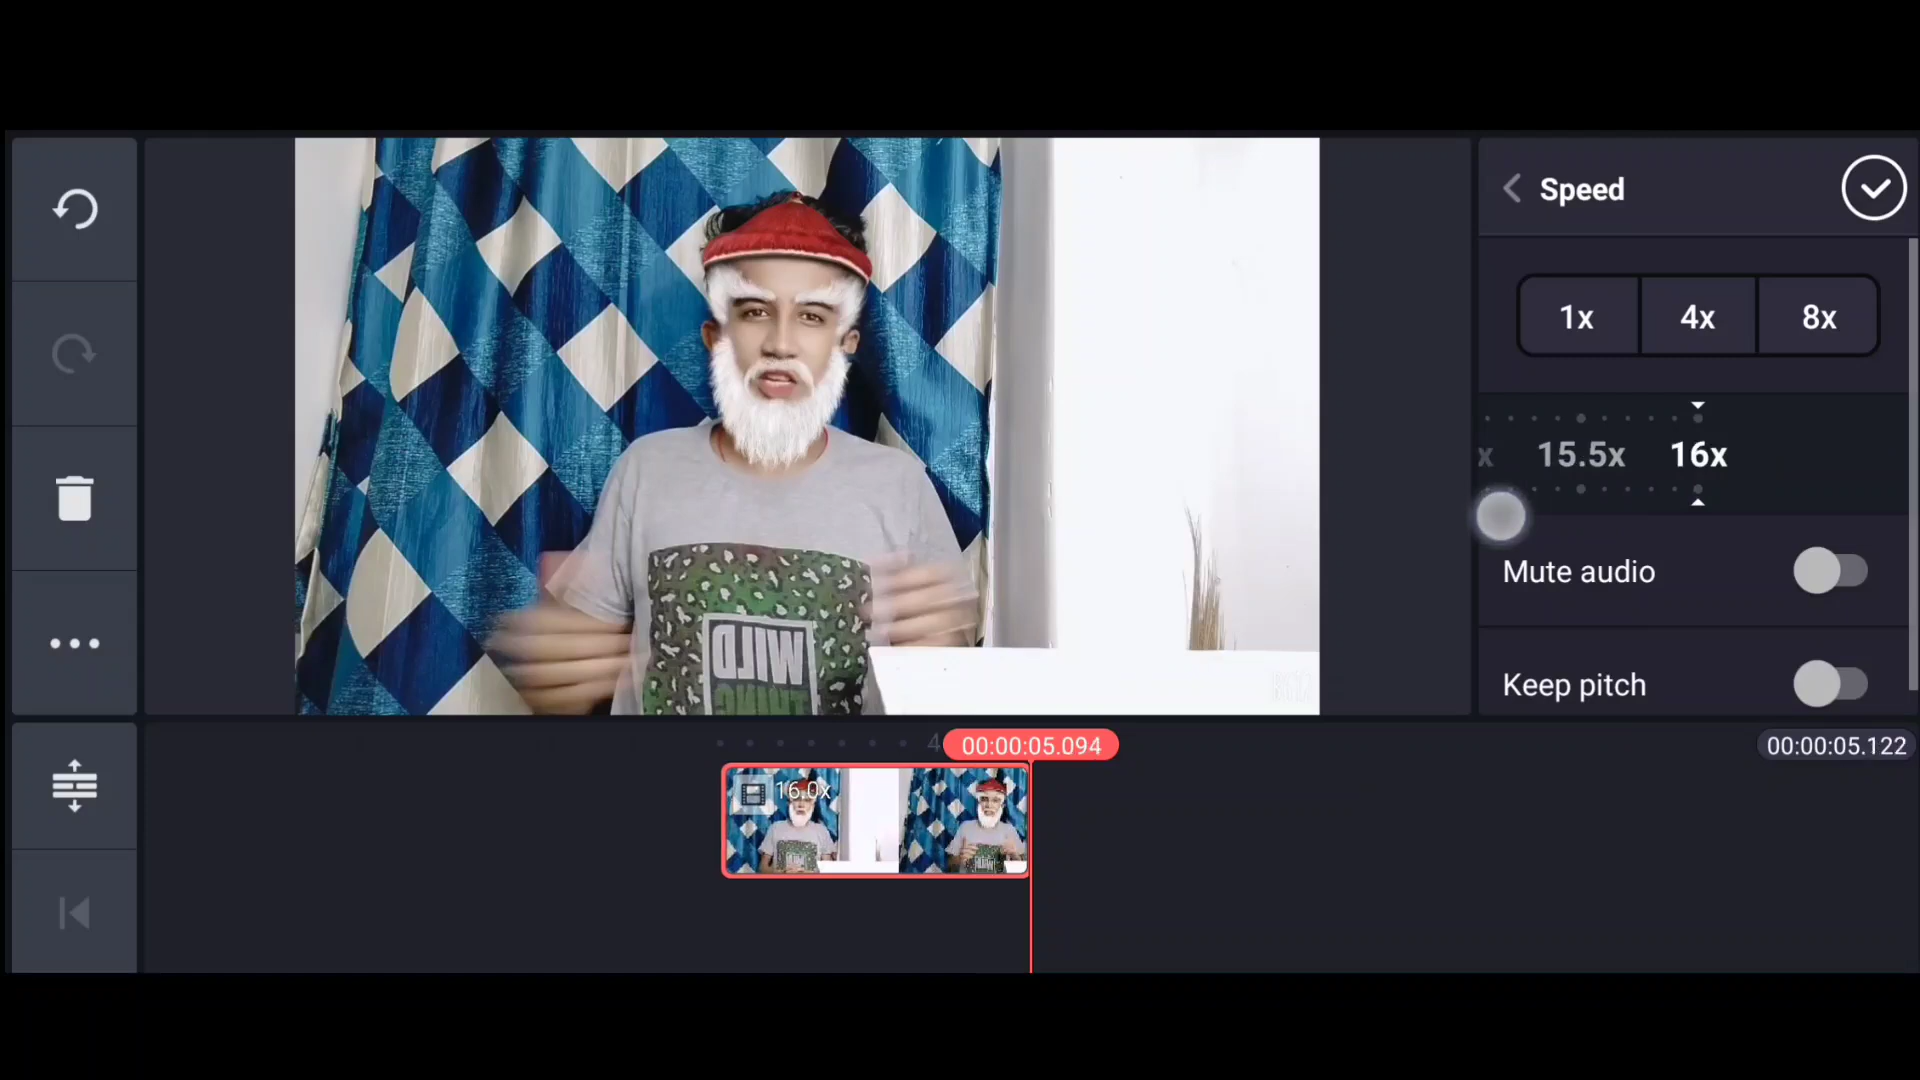 Speed
1x 4x 8x
x 15.5x 16x
Mute audio
Keep pitch
WILD
4 00:00:05.094 00:00:05.122
16.0x